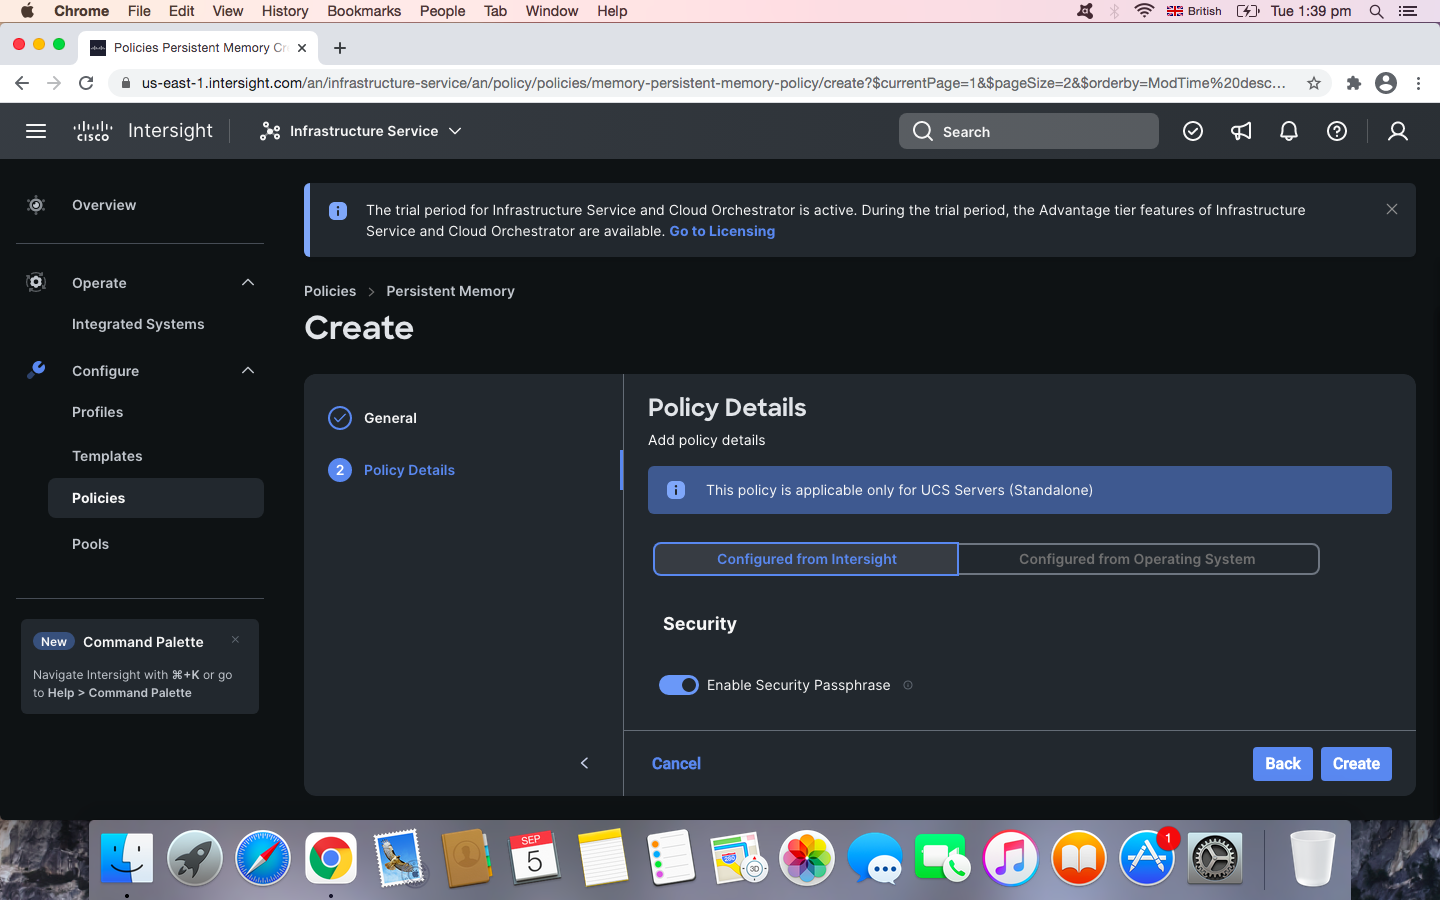 Chrome File Edit View History Bookmarks People Tab Window Help British Tue 1:39 pm
Policies Persistent Memory Cr
us-east-1.intersight.com/an/infrastructure-service/an/policy/policies/memory-persistent-memory-policy/create?$currentPage=1&$pageSize=2&$orderby=ModTime%20desc...
CISCO Intersight Infrastructure Service Search
Overview
Operate
Integrated Systems
Configure
Profiles
Templates
Policies
Pools
New Command Palette
Navigate Intersight with ⌘+K or go
to Help > Command Palette
The trial period for Infrastructure Service and Cloud Orchestrator is active. During the trial period, the Advantage tier features of Infrastructure
Service and Cloud Orchestrator are available. Go to Licensing
Policies > Persistent Memory
Create
General
2 Policy Details
Policy Details
Add policy details
This policy is applicable only for UCS Servers (Standalone)
Configured from Intersight Configured from Operating System
Security
Enable Security Passphrase
Cancel Back Create
SEP
5
280
3D
1